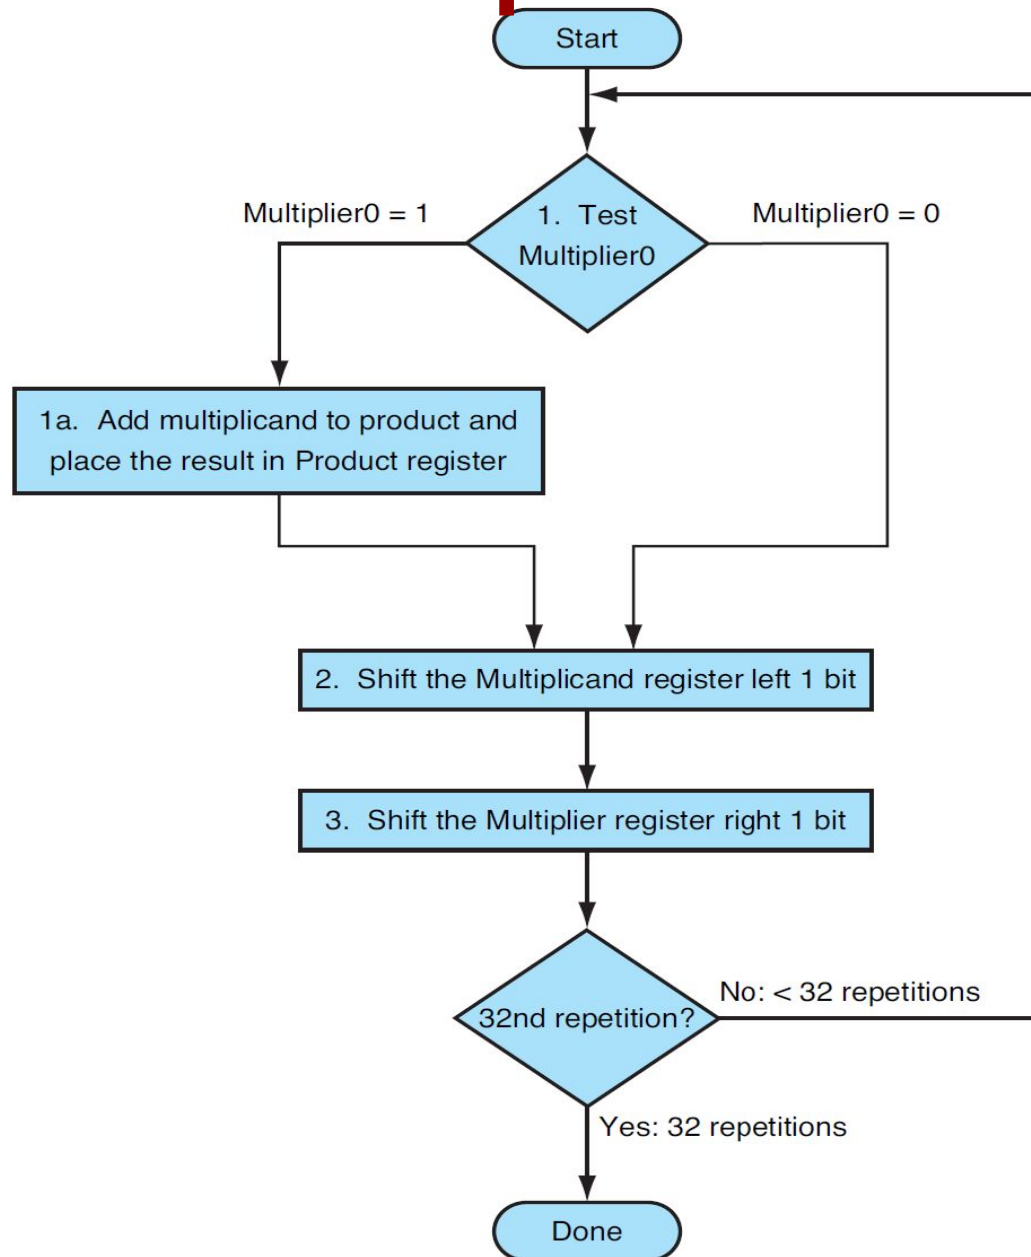 Start
Multiplier0 = 1
1. Test
Multiplier0
Multiplier0 = 0
1a. Add multiplicand to product and
place the result in Product register
2. Shift the Multiplicand register left 1 bit
3. Shift the Multiplier register right 1 bit
32nd repetition?
No: < 32 repetitions
Yes: 32 repetitions
Done